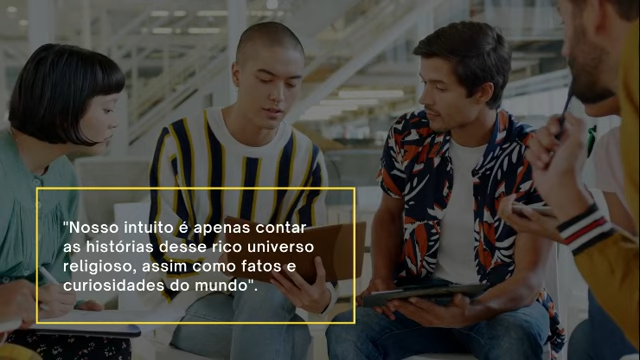 "Nosso intuito é apenas contar
as histórias desse rico universo
religioso, assim como fatos e
curiosidades do mundo".